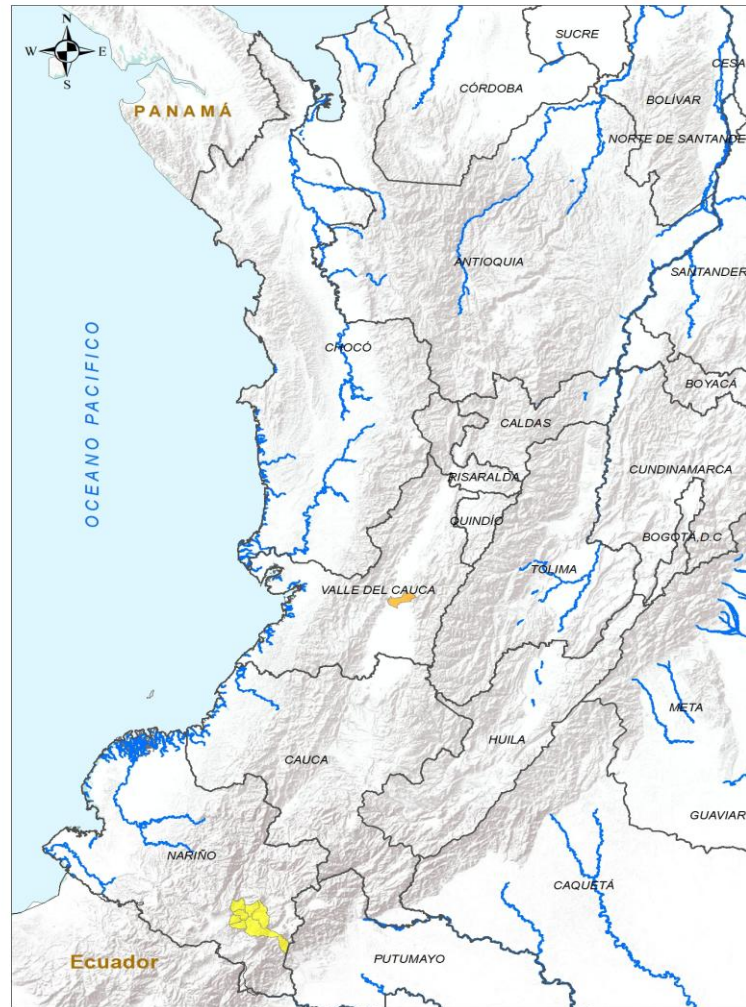 N
W E
S
SUCRE
CESA
CÓRDOBA
BOLÍVAR
PANAMÁ
NORTE DE SANTANDE
ANTIOQUIA
SANTANDER
OCEANO PACIFICO
CHOCÓ
BOYACÁ
CALDAS
CUNDINAMARCA
RISARALDA
QUINDÍO
BOGOTÁ, D.C
TOLIMA
VALLE DEL CAUCA
META
HUILA
CAUCA
GUAVIAR
NARIÑO
CAQUETÁ
Ecuador
PUTUMAYO